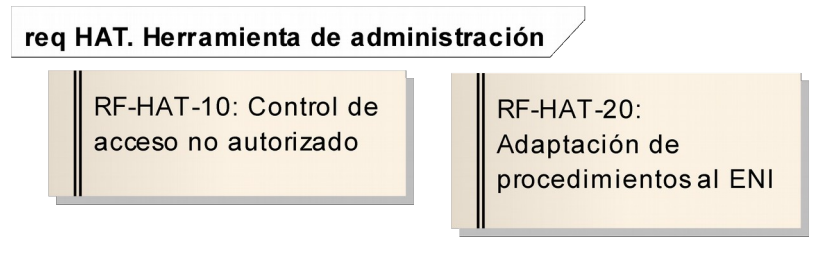 req HAT. Herramienta de administración
RF-HAT-10: Control de
acceso no autorizado
RF-HAT-20:
Adaptación de
procedimientos al ENI